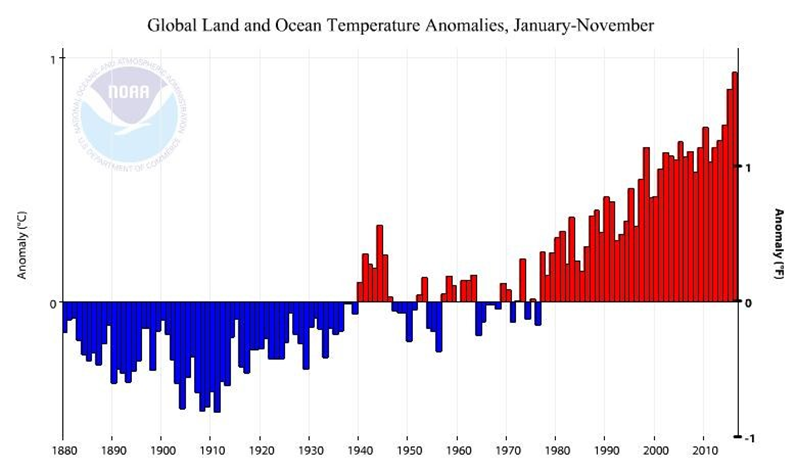 Global Land and Ocean Temperature Anomalies, January-November
NATIONAL OCEANIC AND ATMOSPHERIC ADMINISTRATION
NOAA
U.S. DEPARTMENT OF COMMERCE
1
0
Anomaly (°C)
1
0
-1
Anomaly (°F)
1880 1890 1900 1910 1920 1930 1940 1950 1960 1970 1980 1990 2000 2010